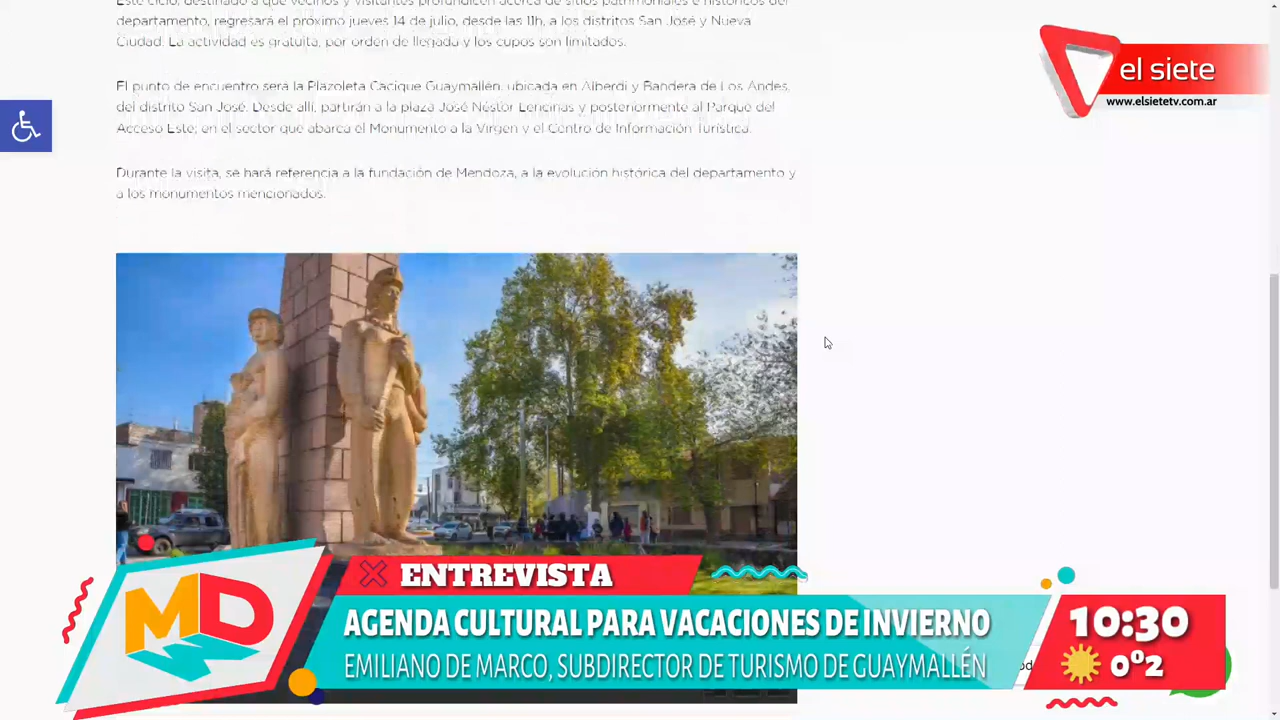 Este ciclo, destinado a que vecinos y visitantes profundicen acerca de sitios patrimoniales e históricos del
departamento, regresará el próximo jueves 14 de julio, desde las 11h, a los distritos San José y Nueva
Ciudad. La actividad es gratuita, por orden de llegada y los cupos son limitados.
El punto de encuentro será la Plazoleta Cacique Guaymallén, ubicada en Alberdi y Bandera de Los Andes,
del distrito San José. Desde allí, partirán a la plaza José Néstor Lencinas y posteriormente al Parque del
Acceso Este; en el sector que abarca el Monumento a la Virgen y el Centro de Información Turística.
Durante la visita, se hará referencia a la fundación de Mendoza, a la evolución histórica del departamento y
a los monumentos mencionados.
el siete
www.elsietetv.com.ar
MD
ENTREVISTA
AGENDA CULTURAL PARA VACACIONES DE INVIERNO
EMILIANO DE MARCO, SUBDIRECTOR DE TURISMO DE GUAYMALLÉN
10:30
0º2